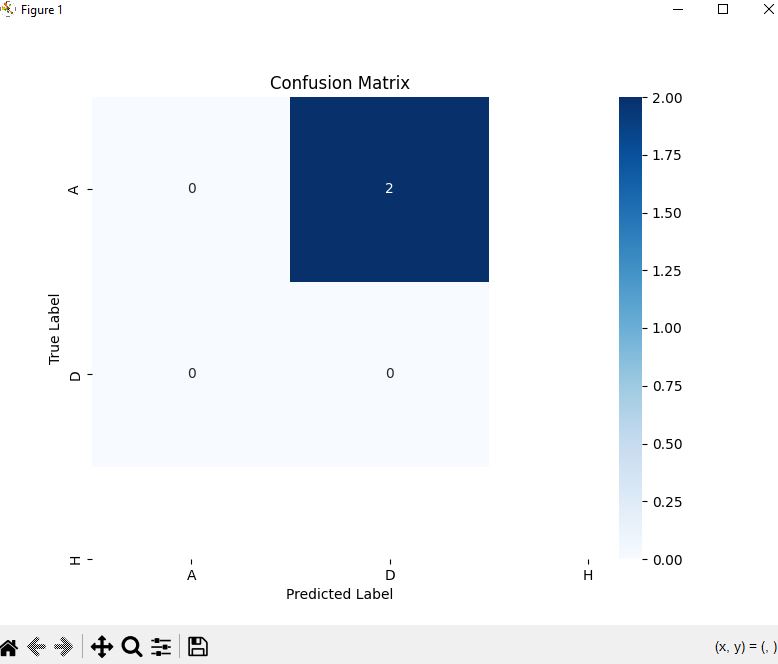 Figure 1
Confusion Matrix
2.00
1.75
1.50
1.25
1.00
0.75
0.50
0.25
0.00
True Label
A
D
H
0 2
0 0
A D H
Predicted Label
(x, y) = (, )